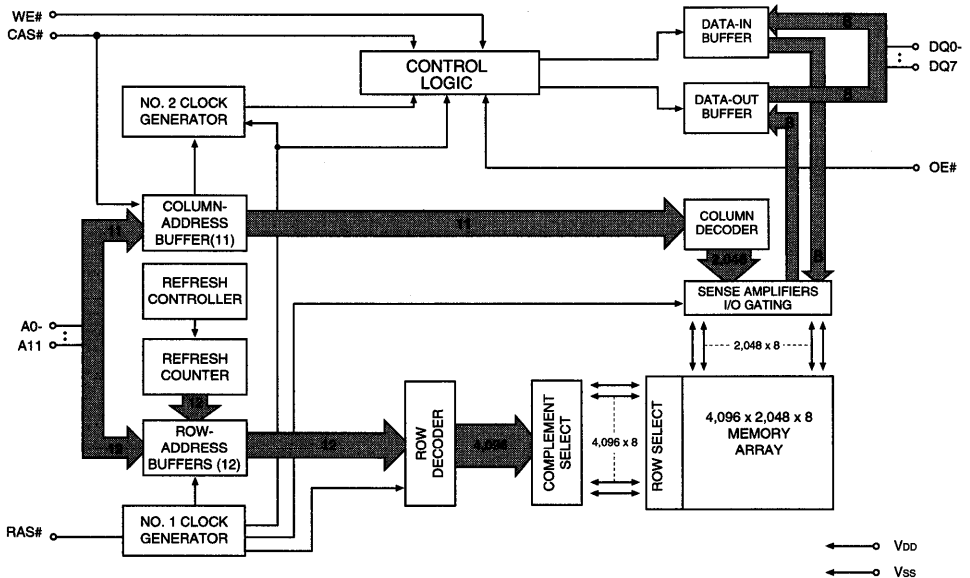 WE#
CAS#
CONTROL
LOGIC
DATA-IN
BUFFER
8
DQ0-
DQ7
NO. 2 CLOCK
GENERATOR
DATA-OUT
BUFFER
8
8
OE#
COLUMN-
ADDRESS
BUFFER(11)
11
11
COLUMN
DECODER
2,048
8
REFRESH
CONTROLLER
SENSE AMPLIFIERS
I/O GATING
A0-
A11
REFRESH
COUNTER
2,048 x 8
12
12
ROW-
ADDRESS
BUFFERS (12)
12
ROW
DECODER
4,096
COMPLEMENT
SELECT
4,096 x 8
ROW SELECT
4,096 x 2,048 x 8
MEMORY
ARRAY
RAS#
NO. 1 CLOCK
GENERATOR
VDD
VSS